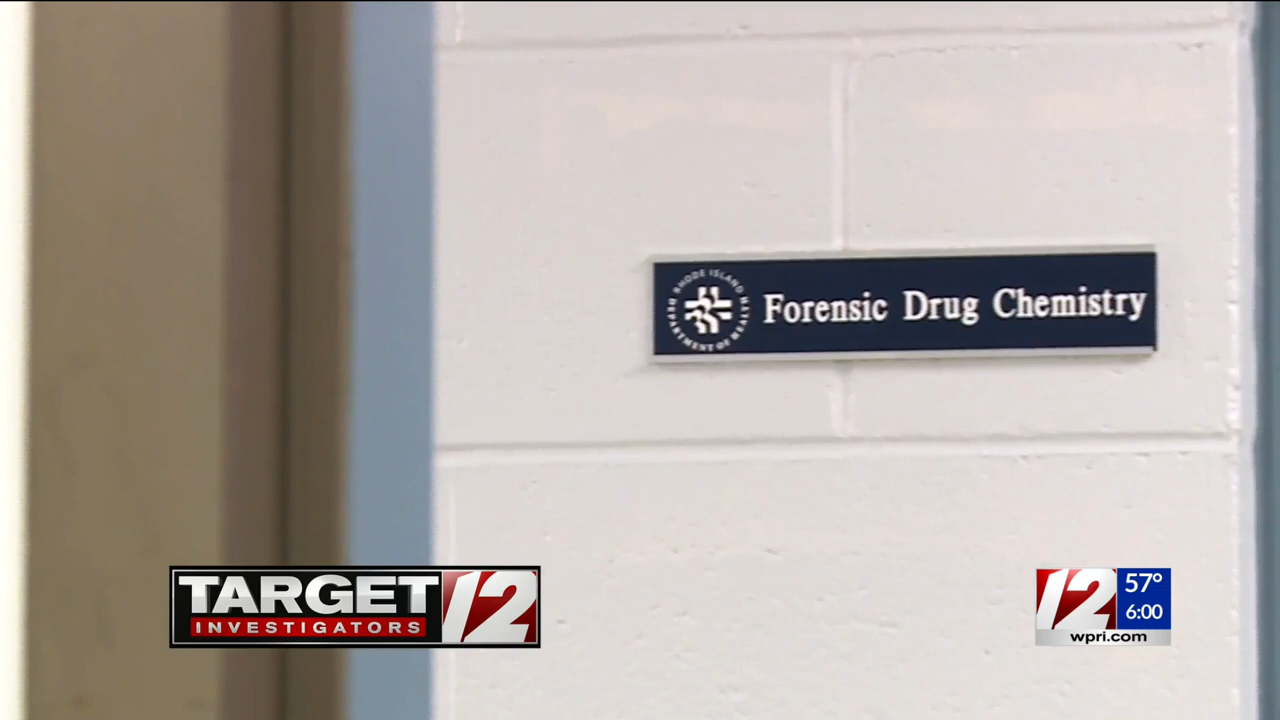 RHODE ISLAND
DEPARTMENT OF HEALTH
Forensic Drug Chemistry
TARGET 12
INVESTIGATORS
12
57°
6:00
wpri.com